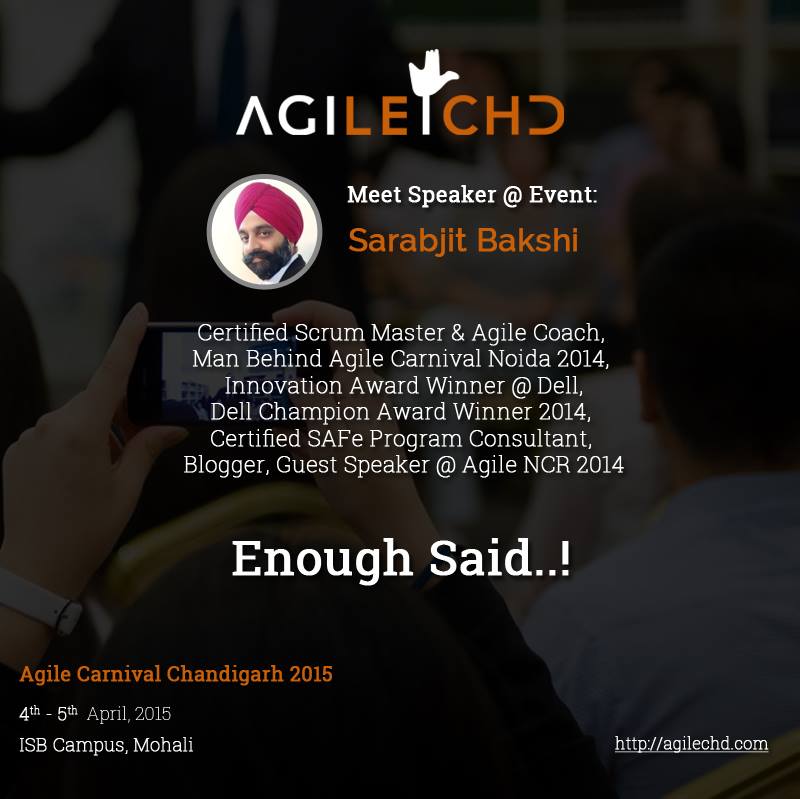 AGILE CHD
Meet Speaker @ Event:
Sarabjit Bakshi
Certified Scrum Master & Agile Coach,
Man Behind Agile Carnival Noida 2014,
Innovation Award Winner @ Dell,
Dell Champion Award Winner 2014,
Certified SAFe Program Consultant,
Blogger, Guest Speaker @ Agile NCR 2014
Enough Said..!
Agile Carnival Chandigarh 2015
4th - 5th April, 2015
ISB Campus, Mohali
http://agilechd.com